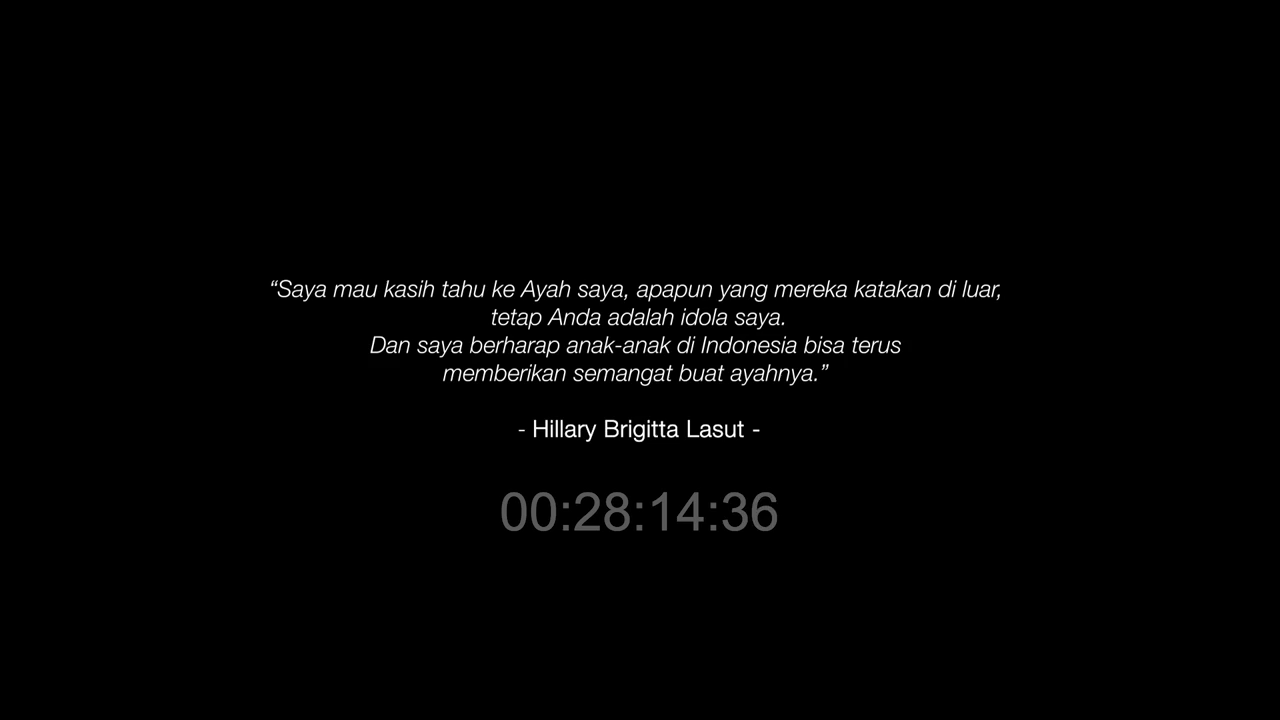 “Saya mau kasih tahu ke Ayah saya, apapun yang mereka katakan di luar,
tetap Anda adalah idola saya.
Dan saya berharap anak-anak di Indonesia bisa terus
memberikan semangat buat ayahnya.”
- Hillary Brigitta Lasut -
00:28:14:36